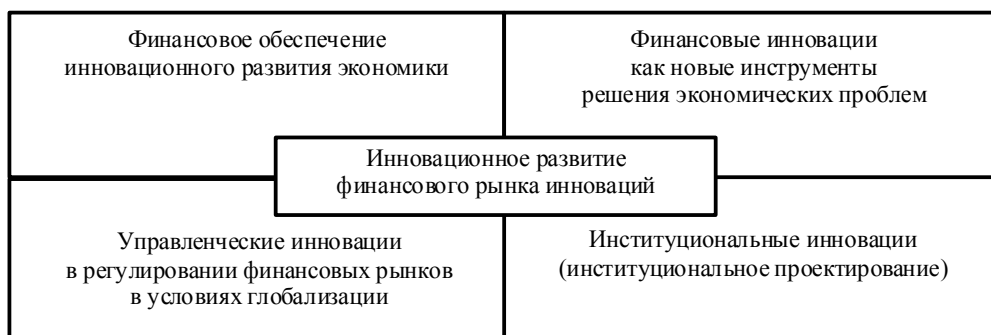 Финансовое обеспечение
инновационного развития экономики
Финансовые инновации
как новые инструменты
решения экономических проблем
Инновационное развитие
финансового рынка инноваций
Управленческие инновации
в регулировании финансовых рынков
в условиях глобализации
Институциональные инновации
(институциональное проектирование)